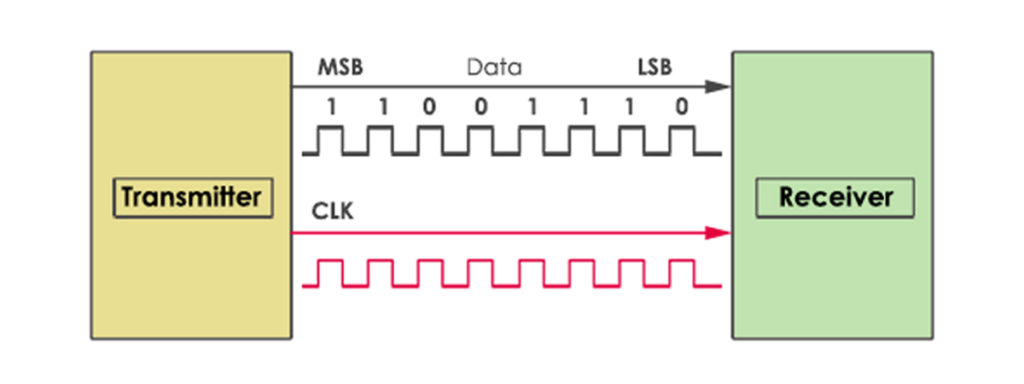 MSB Data LSB
1 1 0 0 1 1 1 0
Transmitter
CLK
Receiver